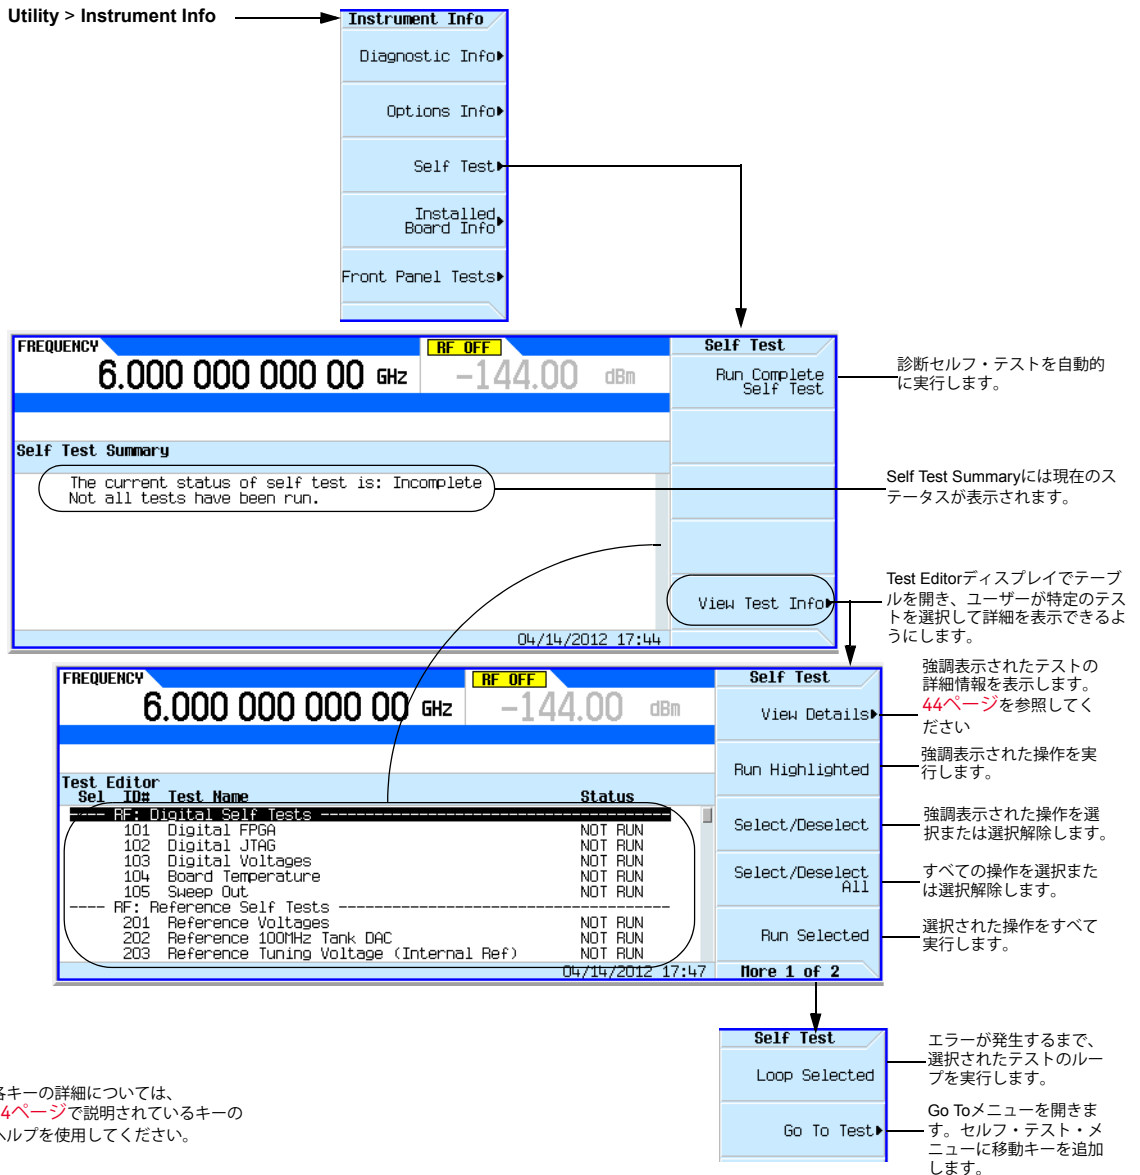 Utility > Instrument Info
Instrument Info
Diagnostic Info
Options Info
Self Test
Installed
Board Info
Front Panel Tests
FREQUENCY
6.000 000 000 00 GHz
RF OFF
-144.00 dBm
Self Test Summary
The current status of self test is: Incomplete
Not all tests have been run.
04/14/2012 17:44
Self Test
Run Complete
Self Test
View Test Info
診断セルフ・テストを自動的
に実行します。
Self Test Summaryには現在のス
テータスが表示されます。
Test Editorディスプレイでテーブ
ルを開き、ユーザーが特定のテス
トを選択して詳細を表示できるよ
うにします。
FREQUENCY
6.000 000 000 00 GHz
RF OFF
-144.00 dBm
Test Editor
Sel ID# Test Name Status
---- RF: Digital Self Tests ----
101 Digital FPGA NOT RUN
102 Digital JTAG NOT RUN
103 Digital Voltages NOT RUN
104 Board Temperature NOT RUN
105 Sweep Out NOT RUN
---- RF: Reference Self Tests ----
201 Reference Voltages NOT RUN
202 Reference 100MHz Tank DAC NOT RUN
203 Reference Tuning Voltage (Internal Ref) NOT RUN
04/14/2012 17:47
Self Test
View Details
Run Highlighted
Select/Deselect
Select/Deselect
All
Run Selected
More 1 of 2
強調表示されたテストの
詳細情報を表示します。
44ページを参照してく
ださい
強調表示された操作を実
行します。
強調表示された操作を選
択または選択解除します。
すべての操作を選択また
は選択解除します。
選択された操作をすべて
実行します。
Self Test
Loop Selected
Go To Test
エラーが発生するまで、
選択されたテストのルー
プを実行します。
Go Toメニューを開きま
す。セルフ・テスト・メ
ニューに移動キーを追加
します。
各キーの詳細については、
4ページで説明されているキーの
ヘルプを使用してください。